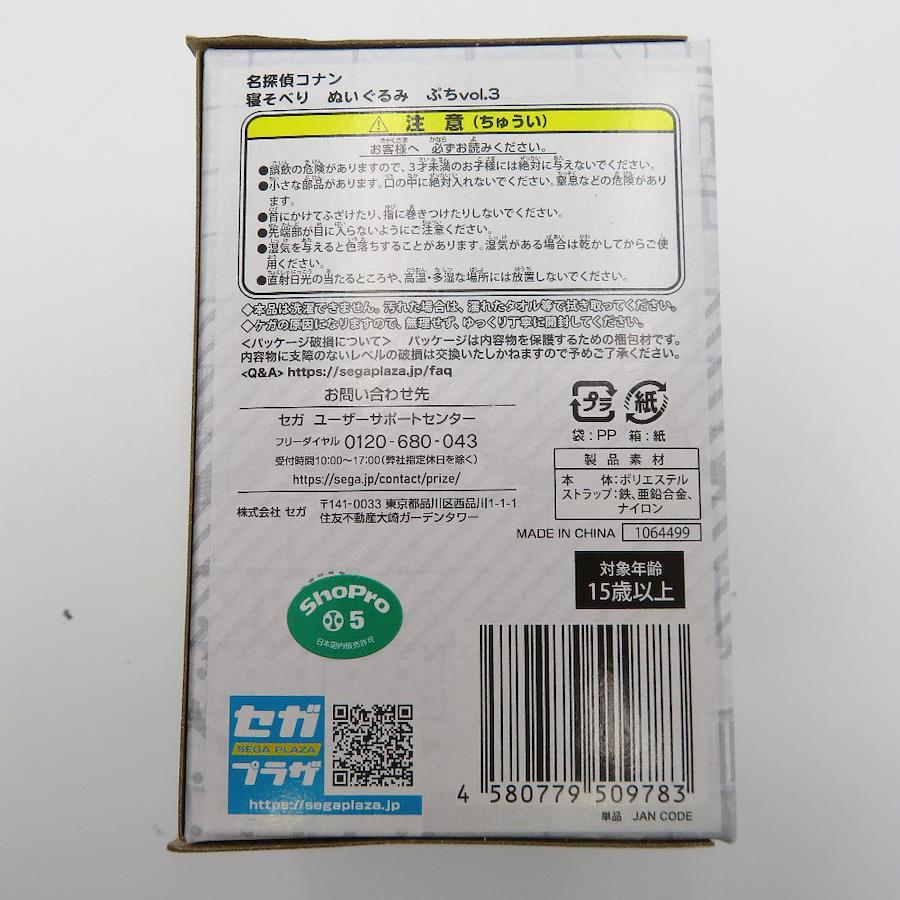 名探偵コナン
寝そべり ぬいぐるみ ぷちvol.3
⚠ 注 意 (ちゅうい)
お客様へ 必ずお読みください。
●誤飲の危険がありますので、3才未満のお子様には絶対に与えないでください。
●小さな部品があります。口の中に絶対入れないでください。窒息などの危険があり
ます。
●首にかけてふざけたり、指に巻きつけたりしないでください。
●先端部が目に入らないようにご注意ください。
●湿気を与えると色落ちすることがあります。湿気がある場合は乾かしてからご使
用ください。
●直射日光の当たるところや、高温・多湿な場所には放置しないでください。
◆本品は洗濯できません。汚れた場合は、濡れたタオル等で拭き取ってください。
◆ケガの原因になりますので、無理せず、ゆっくり丁寧に開封してください。
<パッケージ破損について> パッケージは内容物を保護するための梱包材です。
内容物に支障のないレベルの破損は交換いたしかねますので予めご了承ください。
<Q&A> https://segaplaza.jp/faq
お問い合わせ先
セガ ユーザーサポートセンター
フリーダイヤル 0120-680-043
受付時間10:00〜17:00(弊社指定休日を除く)
https://sega.jp/contact/prize/
株式会社 セガ 〒141-0033 東京都品川区西品川1-1-1
住友不動産大崎ガーデンタワー
プラ 紙
袋:PP 箱:紙
製品素材
本 体:ポリエステル
ストラップ:鉄、亜鉛合金、
ナイロン
MADE IN CHINA 1064499
対象年齢
15歳以上
ShoPro
5
日本国内販売許可
セガ
SEGA PLAZA
プラザ
https://segaplaza.jp
4 580779 509783
単品 JAN CODE